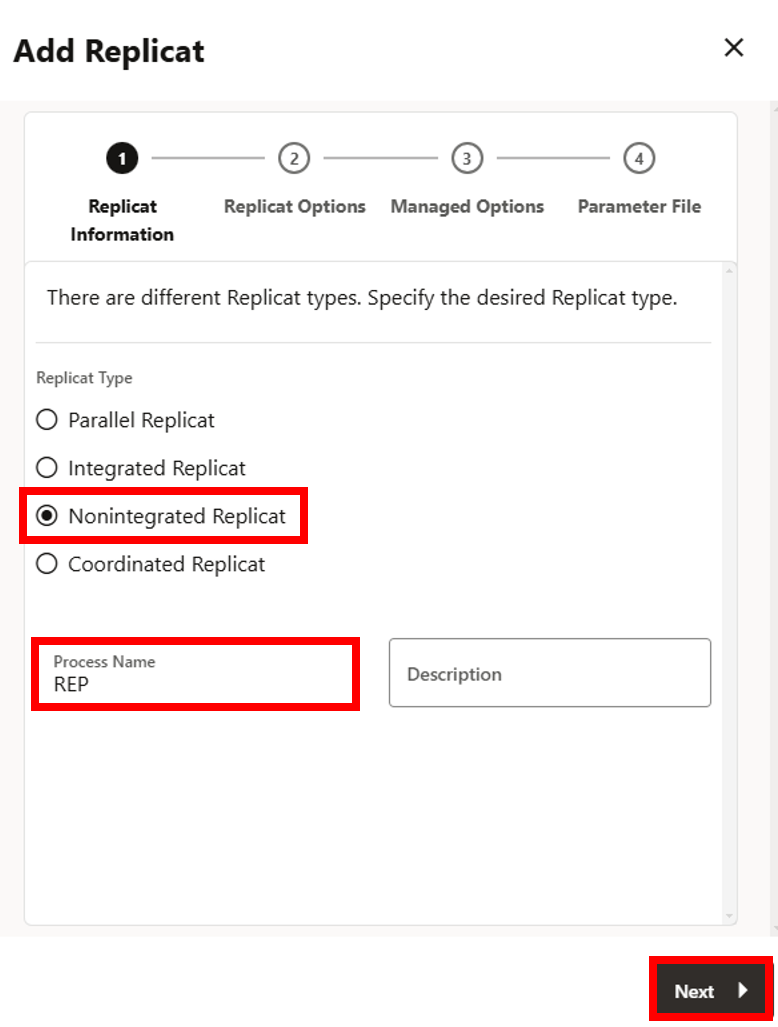 Add Replicat
1 2 3 4
Replicat Replicat Options Managed Options Parameter File
Information
There are different Replicat types. Specify the desired Replicat type.
Replicat Type
Parallel Replicat
Integrated Replicat
Nonintegrated Replicat
Coordinated Replicat
Process Name
REP
Description
Next